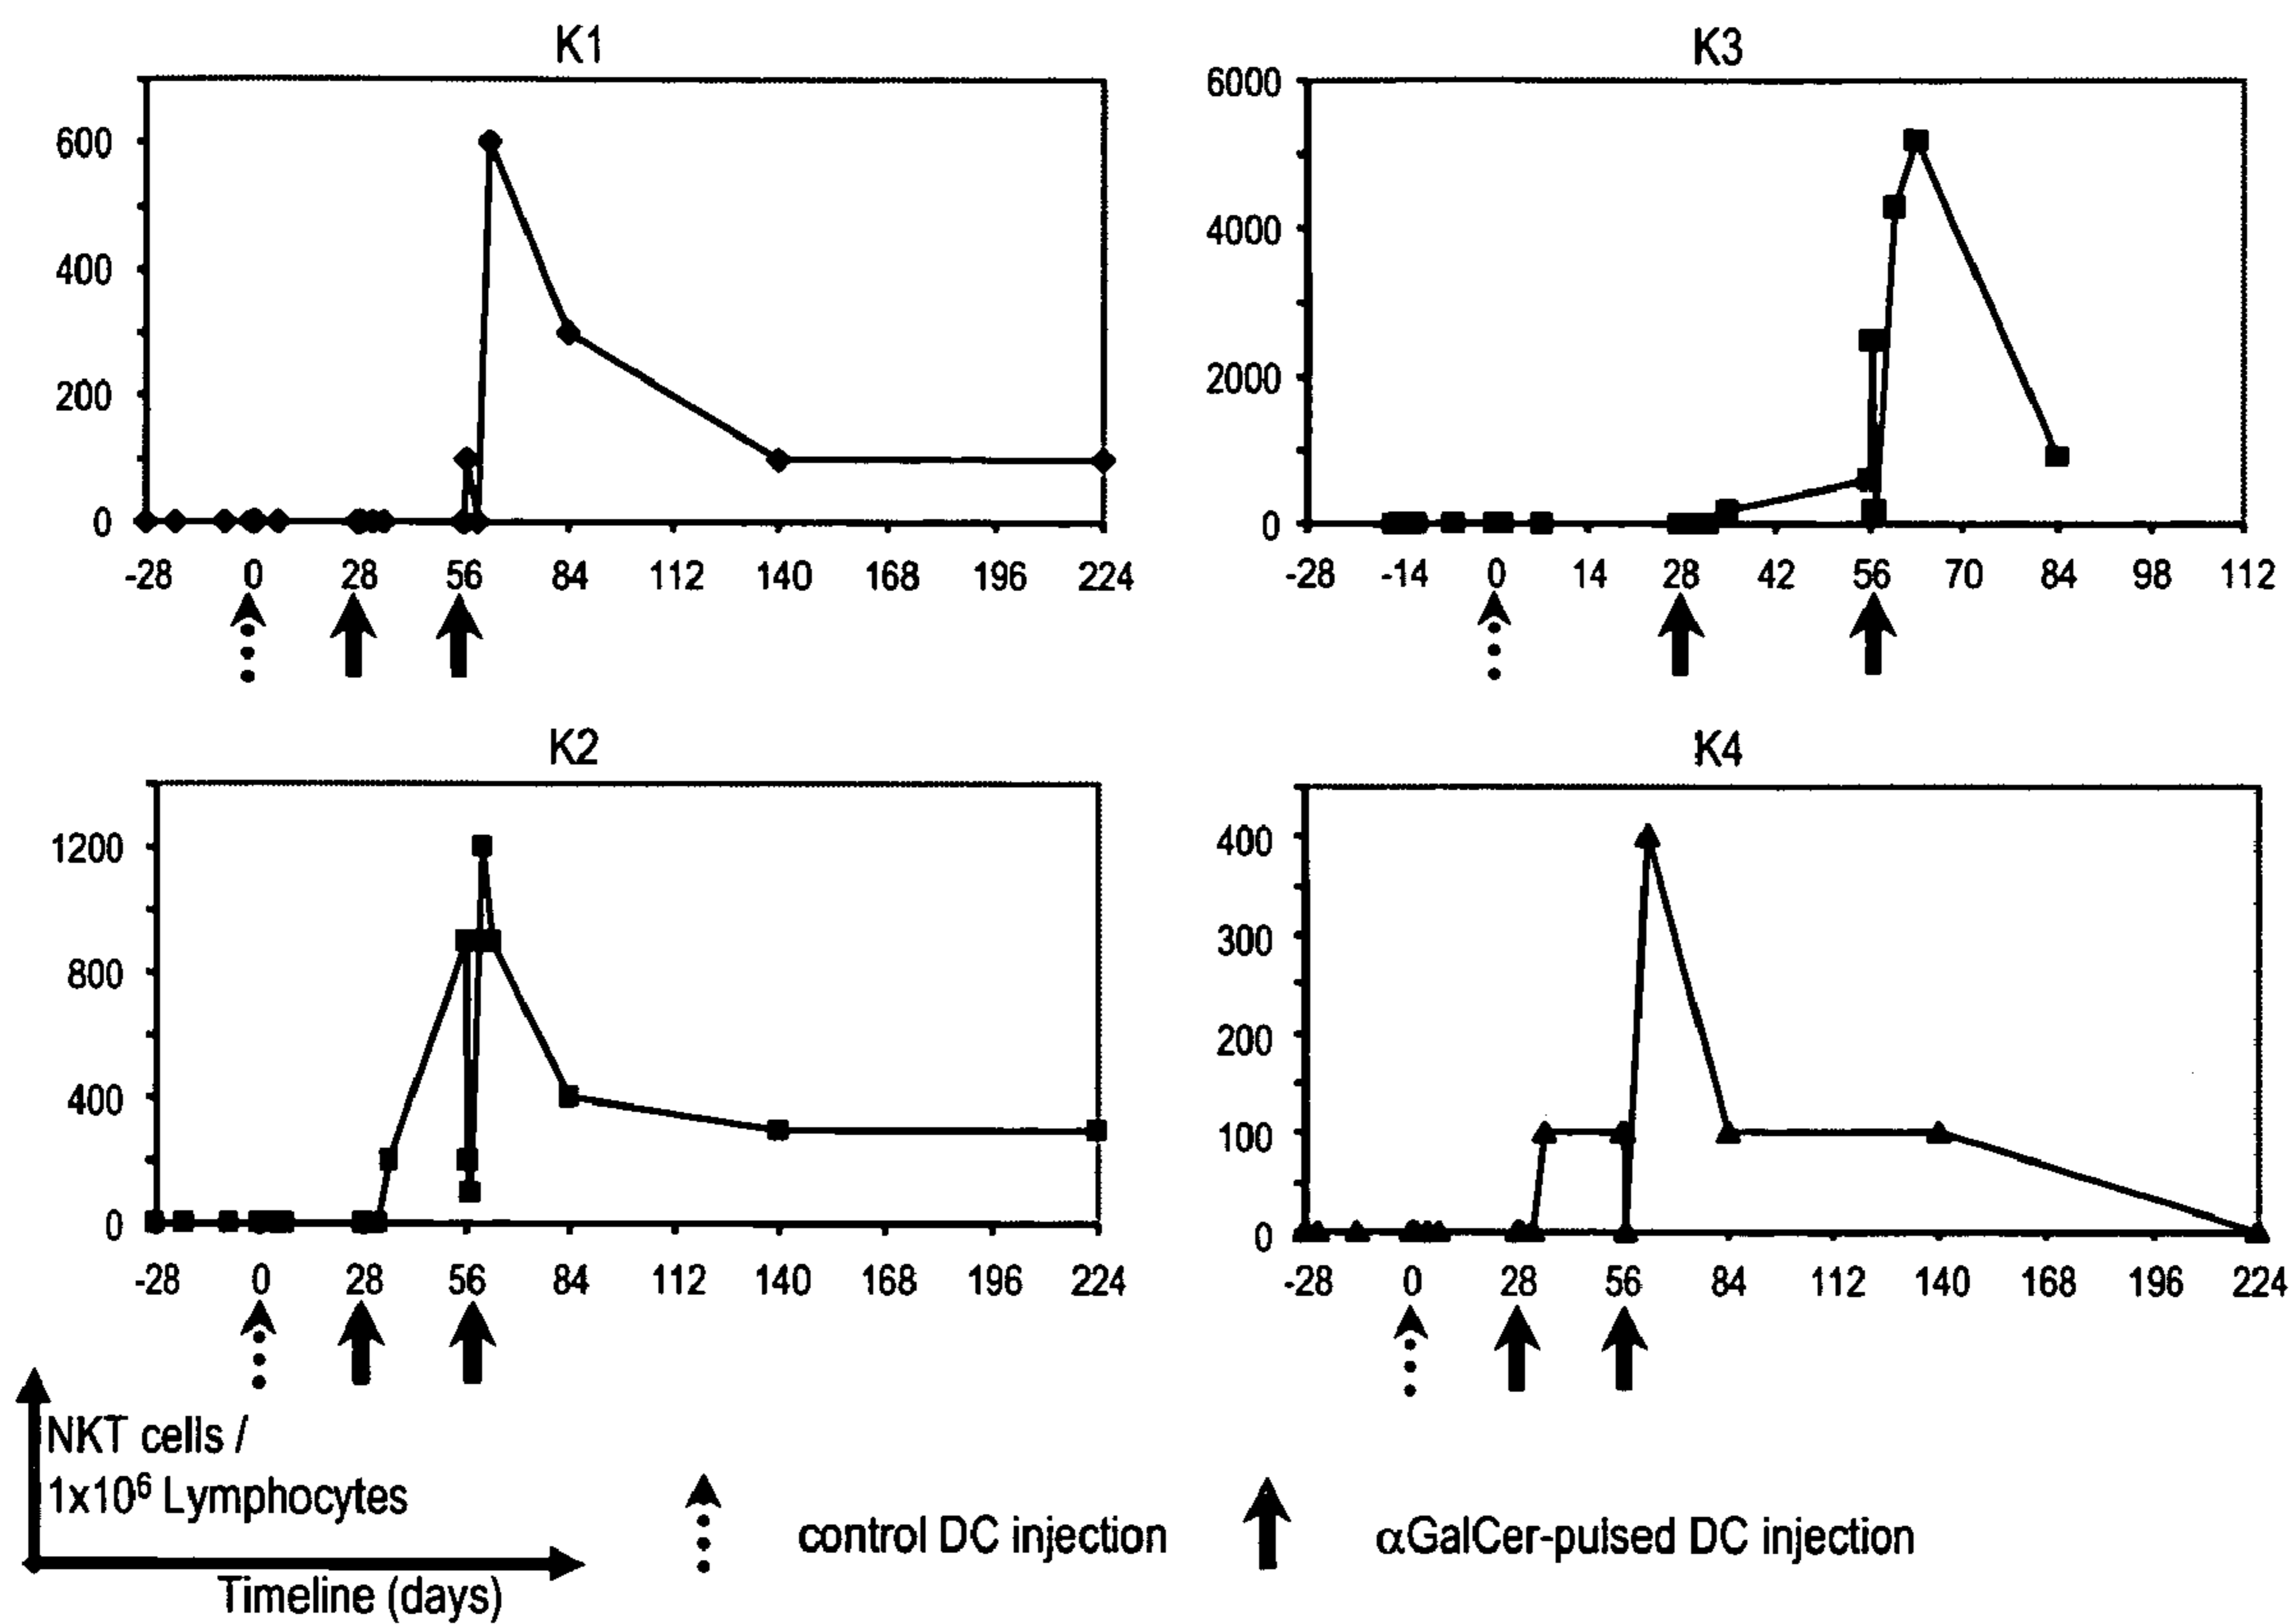 K1
600
400
200
0
-28 0 28 56 84 112 140 168 196 224
K3
6000
4000
2000
0
-28 -14 0 14 28 42 56 70 84 98 112
K2
1200
800
400
0
-28 0 28 56 84 112 140 168 196 224
K4
400
300
200
100
0
-28 0 28 56 84 112 140 168 196 224
NKT cells /
1x10⁶ Lymphocytes
Timeline (days)
control DC injection
αGalCer-pulsed DC injection